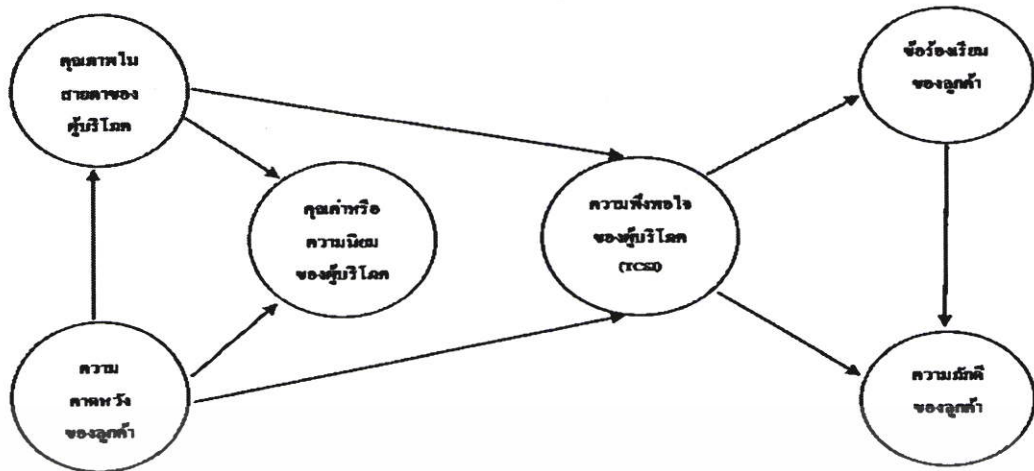 คุณภาพใน
สายตาของ
ผู้บริโภค
ข้อร้องเรียน
ของลูกค้า
คุณค่าหรือ
ความนิยม
ของผู้บริโภค
ความพึงพอใจ
ของผู้บริโภค
(TCSI)
ความ
คาดหวัง
ของลูกค้า
ความภักดี
ของลูกค้า